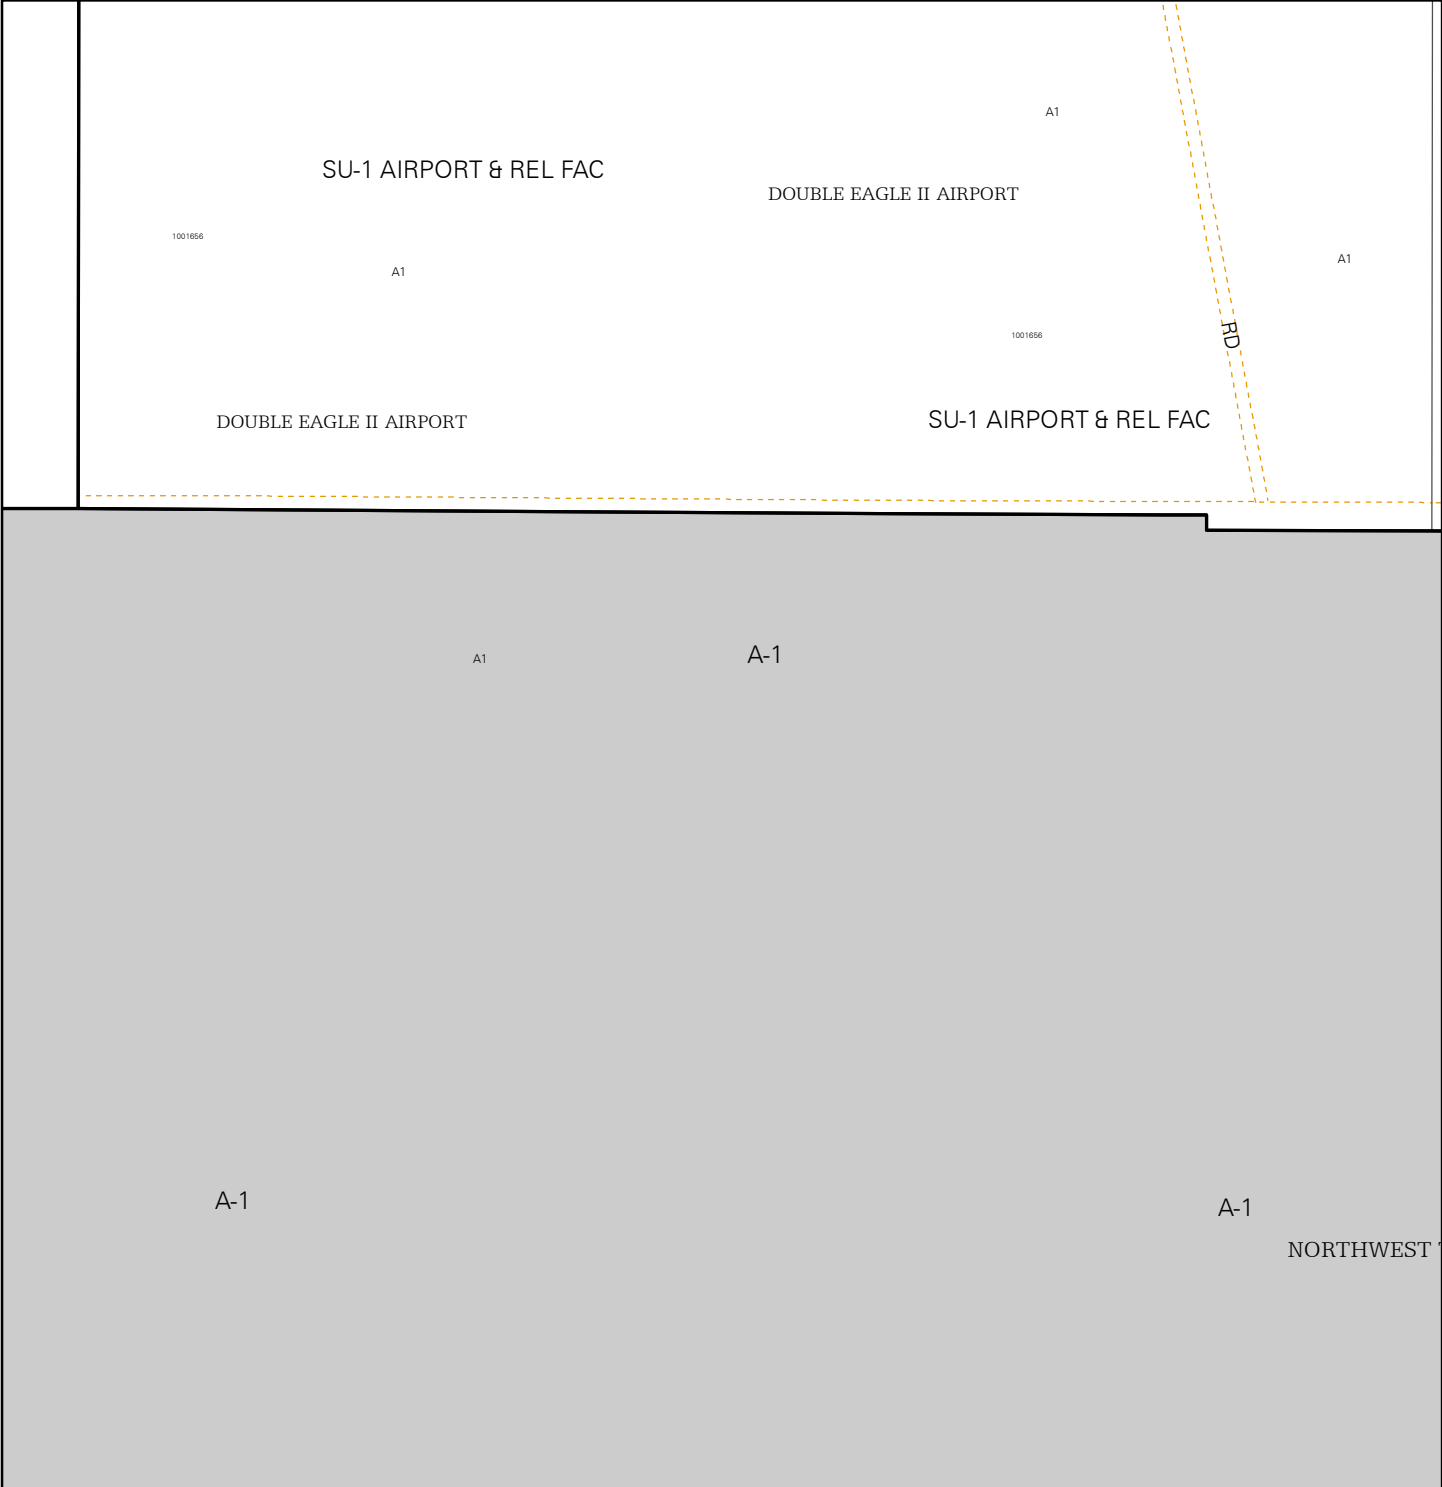 A1
SU-1 AIRPORT & REL FAC
DOUBLE EAGLE II AIRPORT
1001656
A1
A1
1001656
RD
DOUBLE EAGLE II AIRPORT
SU-1 AIRPORT & REL FAC
A1
A-1
A-1
A-1
NORTHWEST